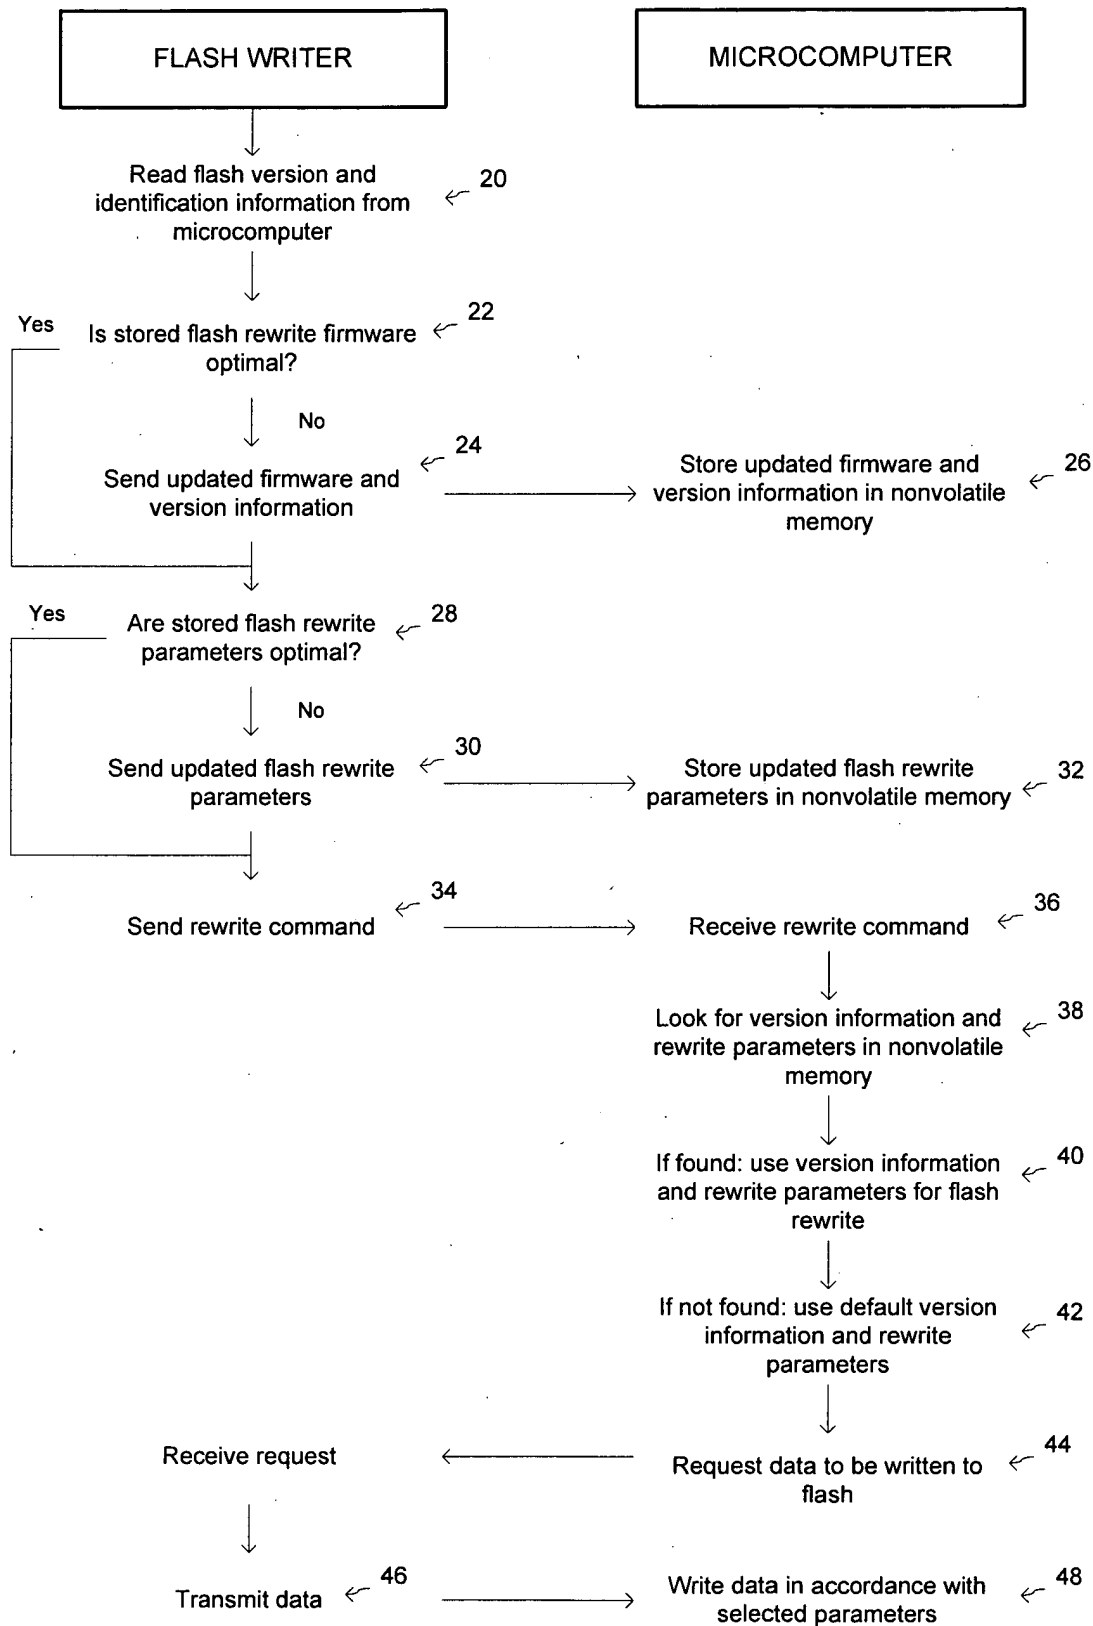 FLASH WRITER
MICROCOMPUTER
Read flash version and
identification information from
microcomputer
20
Yes
Is stored flash rewrite firmware
optimal?
22
No
Send updated firmware and
version information
24
Store updated firmware and
version information in nonvolatile
memory
26
Yes
Are stored flash rewrite
parameters optimal?
28
No
Send updated flash rewrite
parameters
30
Store updated flash rewrite
parameters in nonvolatile memory
32
Send rewrite command
34
Receive rewrite command
36
Look for version information and
rewrite parameters in nonvolatile
memory
38
If found: use version information
and rewrite parameters for flash
rewrite
40
If not found: use default version
information and rewrite
parameters
42
Receive request
Request data to be written to
flash
44
Transmit data
46
Write data in accordance with
selected parameters
48